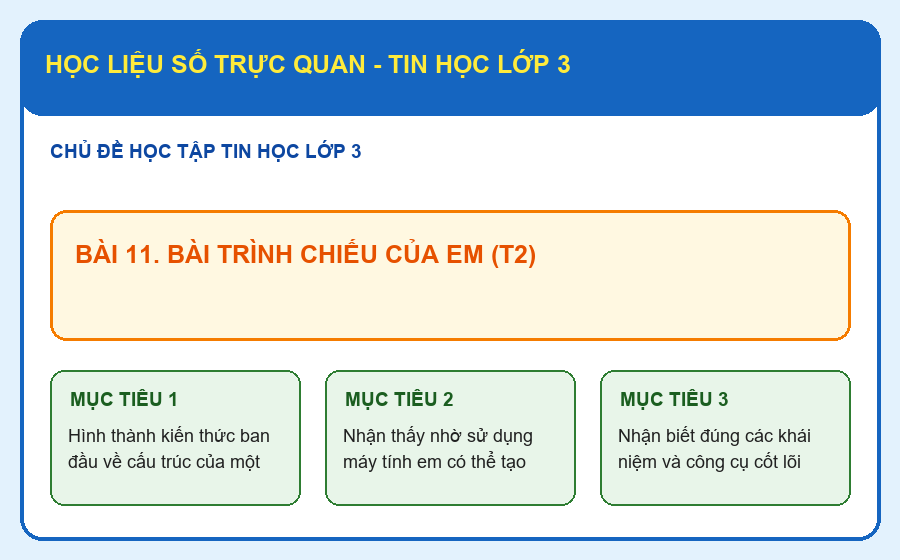 HỌC LIỆU SỐ TRỰC QUAN - TIN HỌC LỚP 3
CHỦ ĐỀ HỌC TẬP TIN HỌC LỚP 3
BÀI 11. BÀI TRÌNH CHIẾU CỦA EM (T2)
MỤC TIÊU 1
Hình thành kiến thức ban
đầu về cấu trúc của một
MỤC TIÊU 2
Nhận thấy nhờ sử dụng
máy tính em có thể tạo
MỤC TIÊU 3
Nhận biết đúng các khái
niệm và công cụ cốt lõi